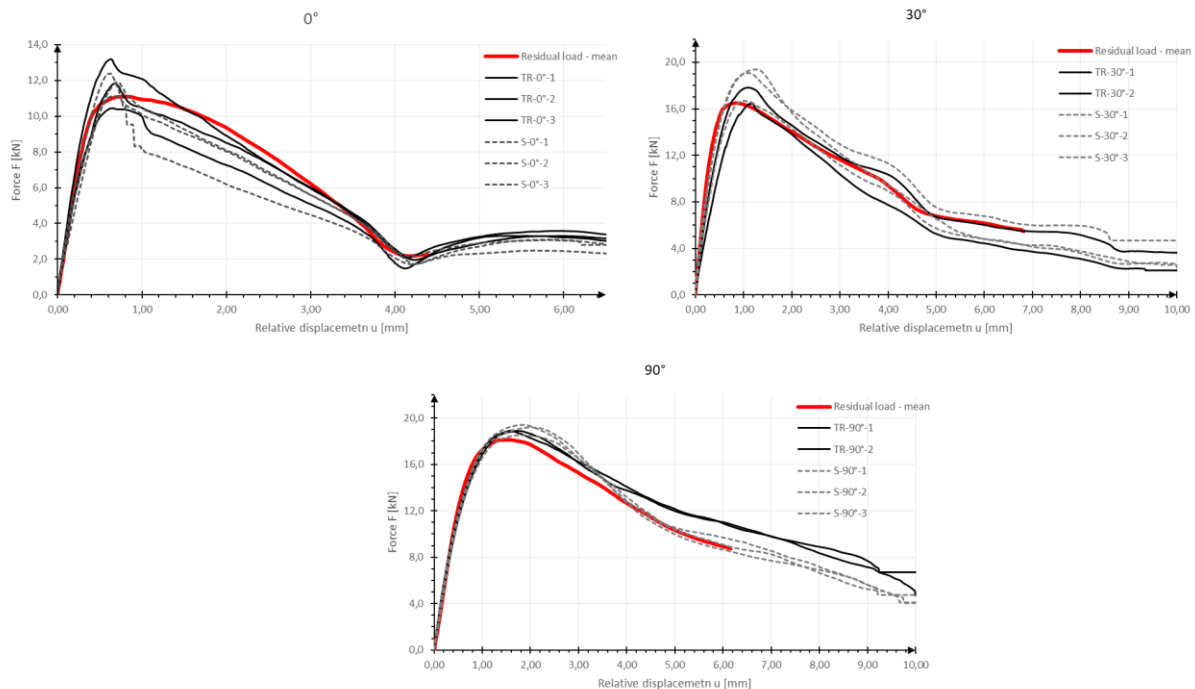 0°
14,0
12,0
10,0
8,0
6,0
4,0
2,0
0,0
Force F [kN]
0,00 1,00 2,00 3,00 4,00 5,00 6,00
Relative displacemetn u [mm]
Residual load - mean
TR-0°-1
TR-0°-2
TR-0°-3
S-0°-1
S-0°-2
S-0°-3
30°
20,0
16,0
12,0
8,0
4,0
0,0
Force F [kN]
0,00 1,00 2,00 3,00 4,00 5,00 6,00 7,00 8,00 9,00 10,00
Relative displacemetn u [mm]
Residual load - mean
TR-30°-1
TR-30°-2
S-30°-1
S-30°-2
S-30°-3
90°
20,0
16,0
12,0
8,0
4,0
0,0
Force F [kN]
0,00 1,00 2,00 3,00 4,00 5,00 6,00 7,00 8,00 9,00 10,00
Relative displacemetn u [mm]
Residual load - mean
TR-90°-1
TR-90°-2
S-90°-1
S-90°-2
S-90°-3